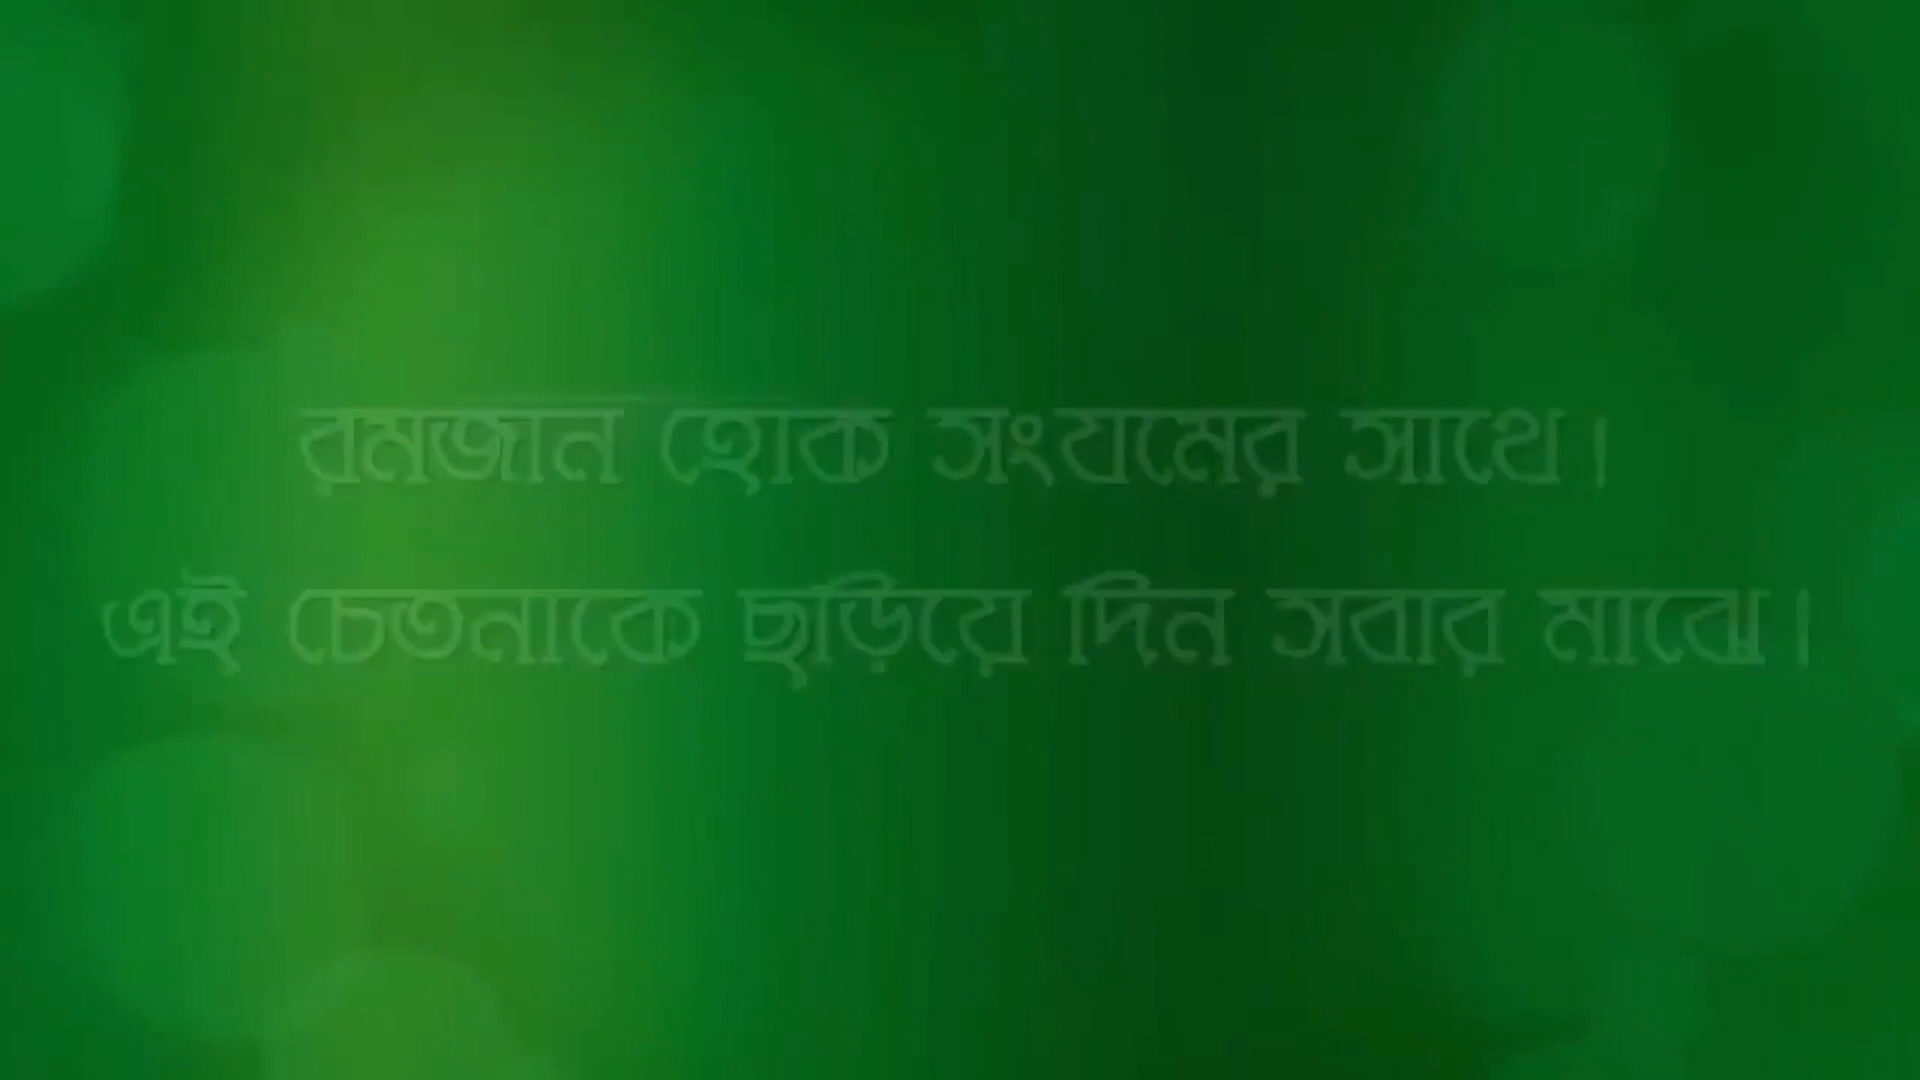 রমজান হোক সংযমের সাথে।
এই চেতনাকে ছড়িয়ে দিন সবার মাঝে।